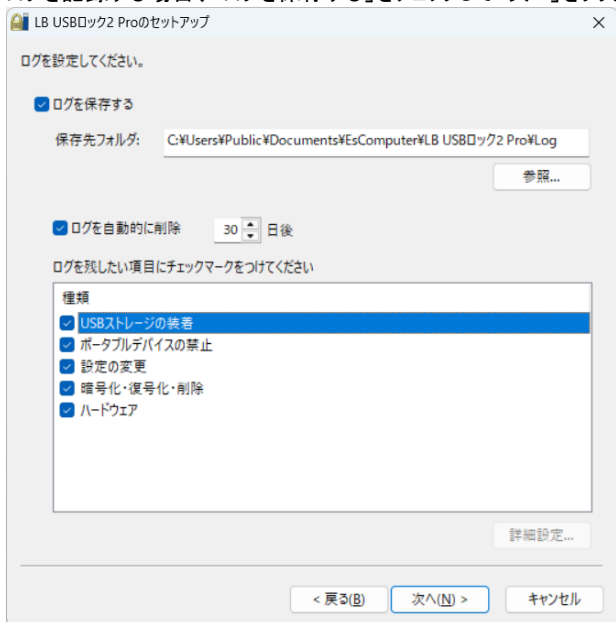 LB USBロック2 Proのセットアップ
ログを設定してください。
ログを保存する
保存先フォルダ: C:¥Users¥Public¥Documents¥EsComputer¥LB USBロック2 Pro¥Log
参照...
ログを自動的に削除 30 日後
ログを残したい項目にチェックマークをつけてください
種類
USBストレージの装着
ポータブルデバイスの禁止
設定の変更
暗号化・復号化・削除
ハードウェア
詳細設定...
< 戻る(B) 次へ(N) > キャンセル